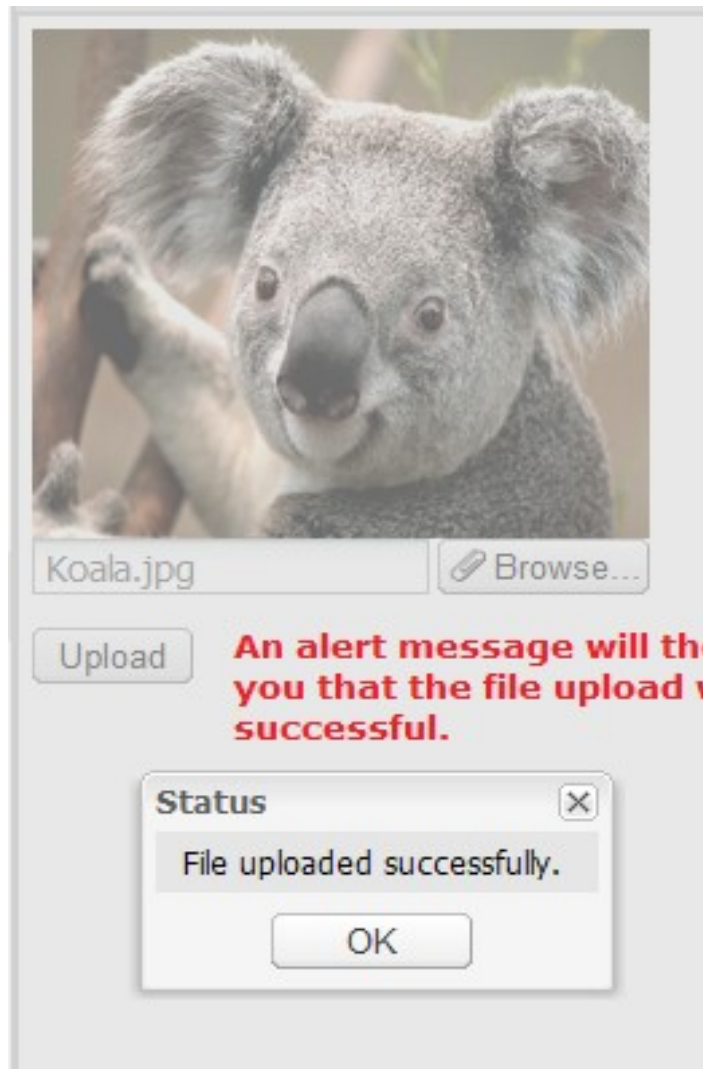 Koala.jpg
Browse...
Upload
An alert message will
you that the file upload
successful.
Status
File uploaded successfully.
OK